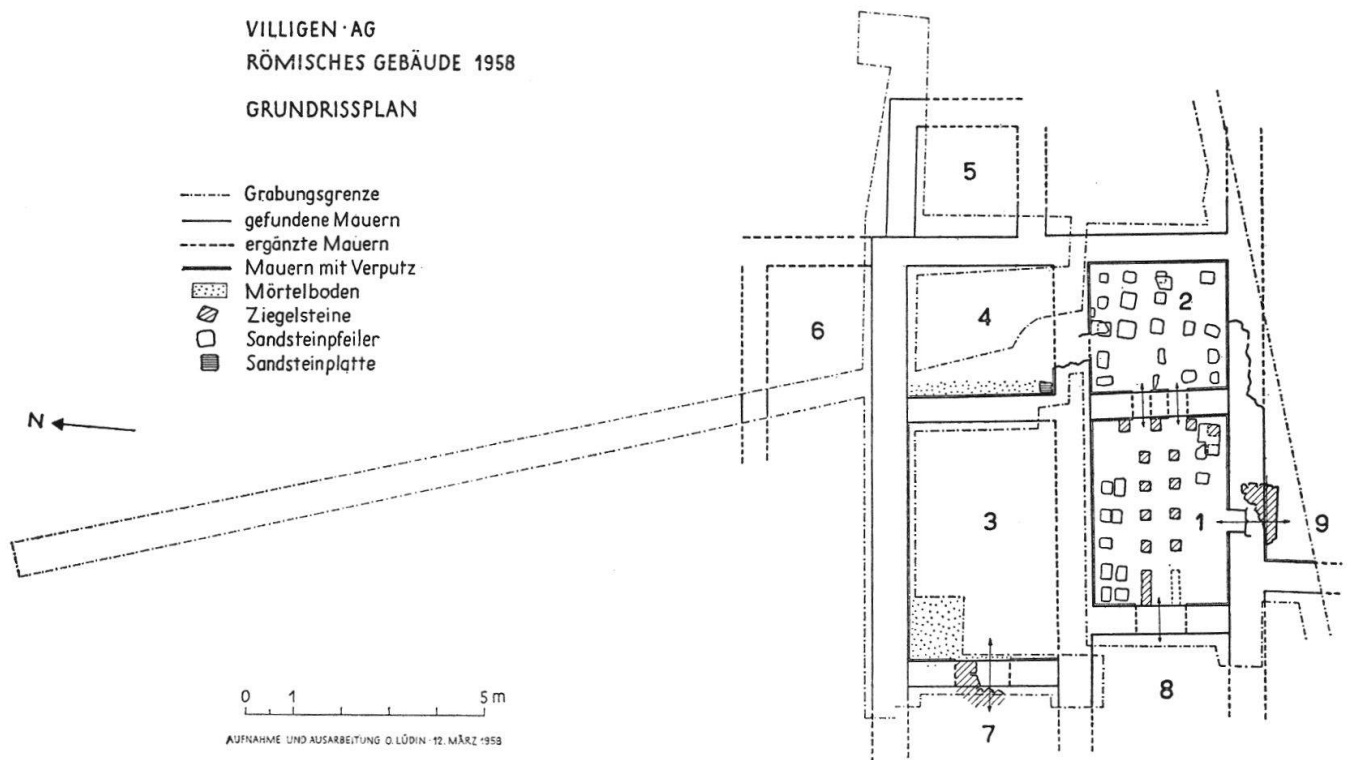 VILLIGEN · AG
RÖMISCHES GEBÄUDE 1958
GRUNDRISSPLAN
Grabungsgrenze
gefundene Mauern
ergänzte Mauern
Mauern mit Verputz
Mörtelboden
Ziegelsteine
Sandsteinpfeiler
Sandsteinplatte
N
5
4
2
6
3
1
9
8
7
0 1 5 m
AUFNAHME UND AUSARBEITUNG O. LÜDIN · 12. MÄRZ 1958